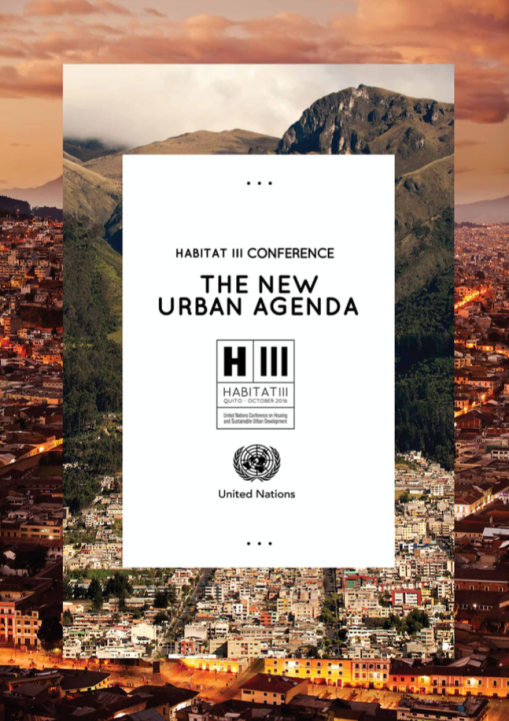 • • •
HABITAT III CONFERENCE
THE NEW
URBAN AGENDA
H III
HABITAT III
QUITO - OCTOBER 2016
United Nations Conference on Housing
and Sustainable Urban Development
United Nations
• • •